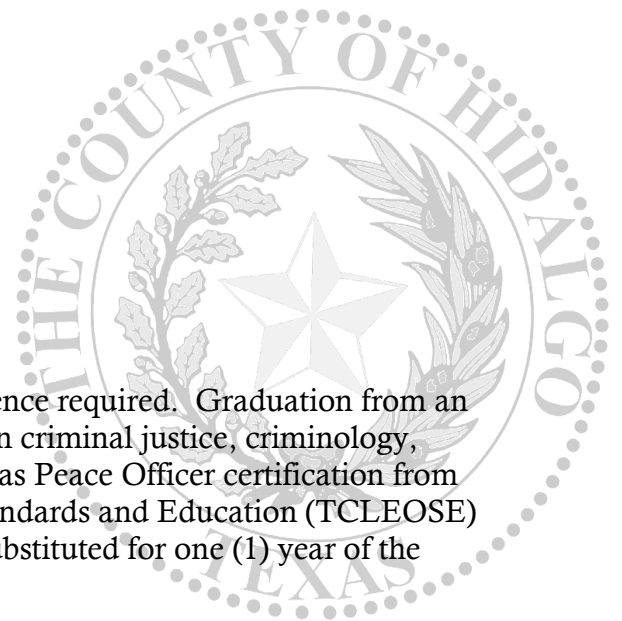 THE COUNTY OF HIDALGO
ence required.  Graduation from an
n criminal justice, criminology,
as Peace Officer certification from
ndards and Education (TCLEOSE)
ubstituted for one (1) year of the
TEXAS